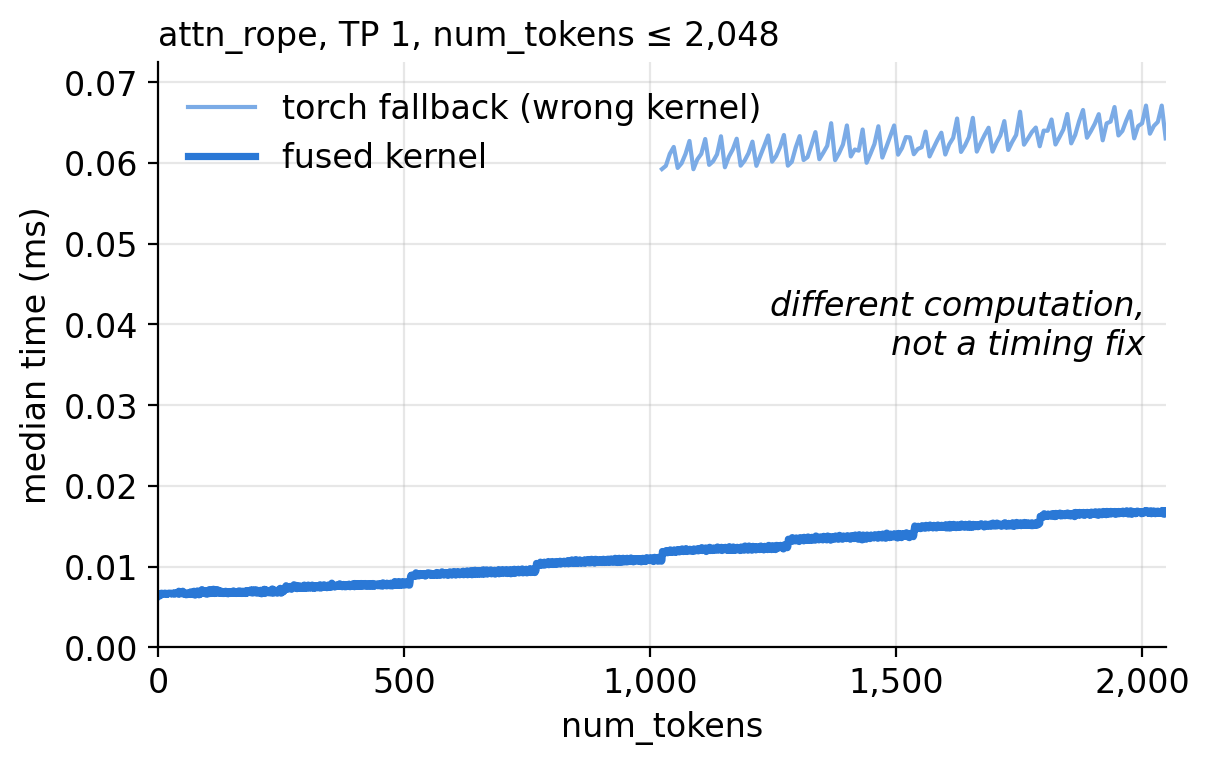 attn_rope, TP 1, num_tokens ≤ 2,048
torch fallback (wrong kernel)
fused kernel
different computation,
not a timing fix
median time (ms)
0.07
0.06
0.05
0.04
0.03
0.02
0.01
0.00
0
500
1,000
1,500
2,000
num_tokens